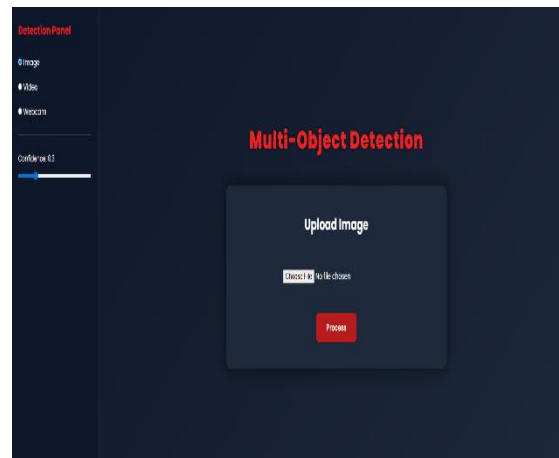 Detection Panel
Image
Video
Webcam
Confidence: 0.3
Multi-Object Detection
Upload Image
Choose File No file chosen
Process